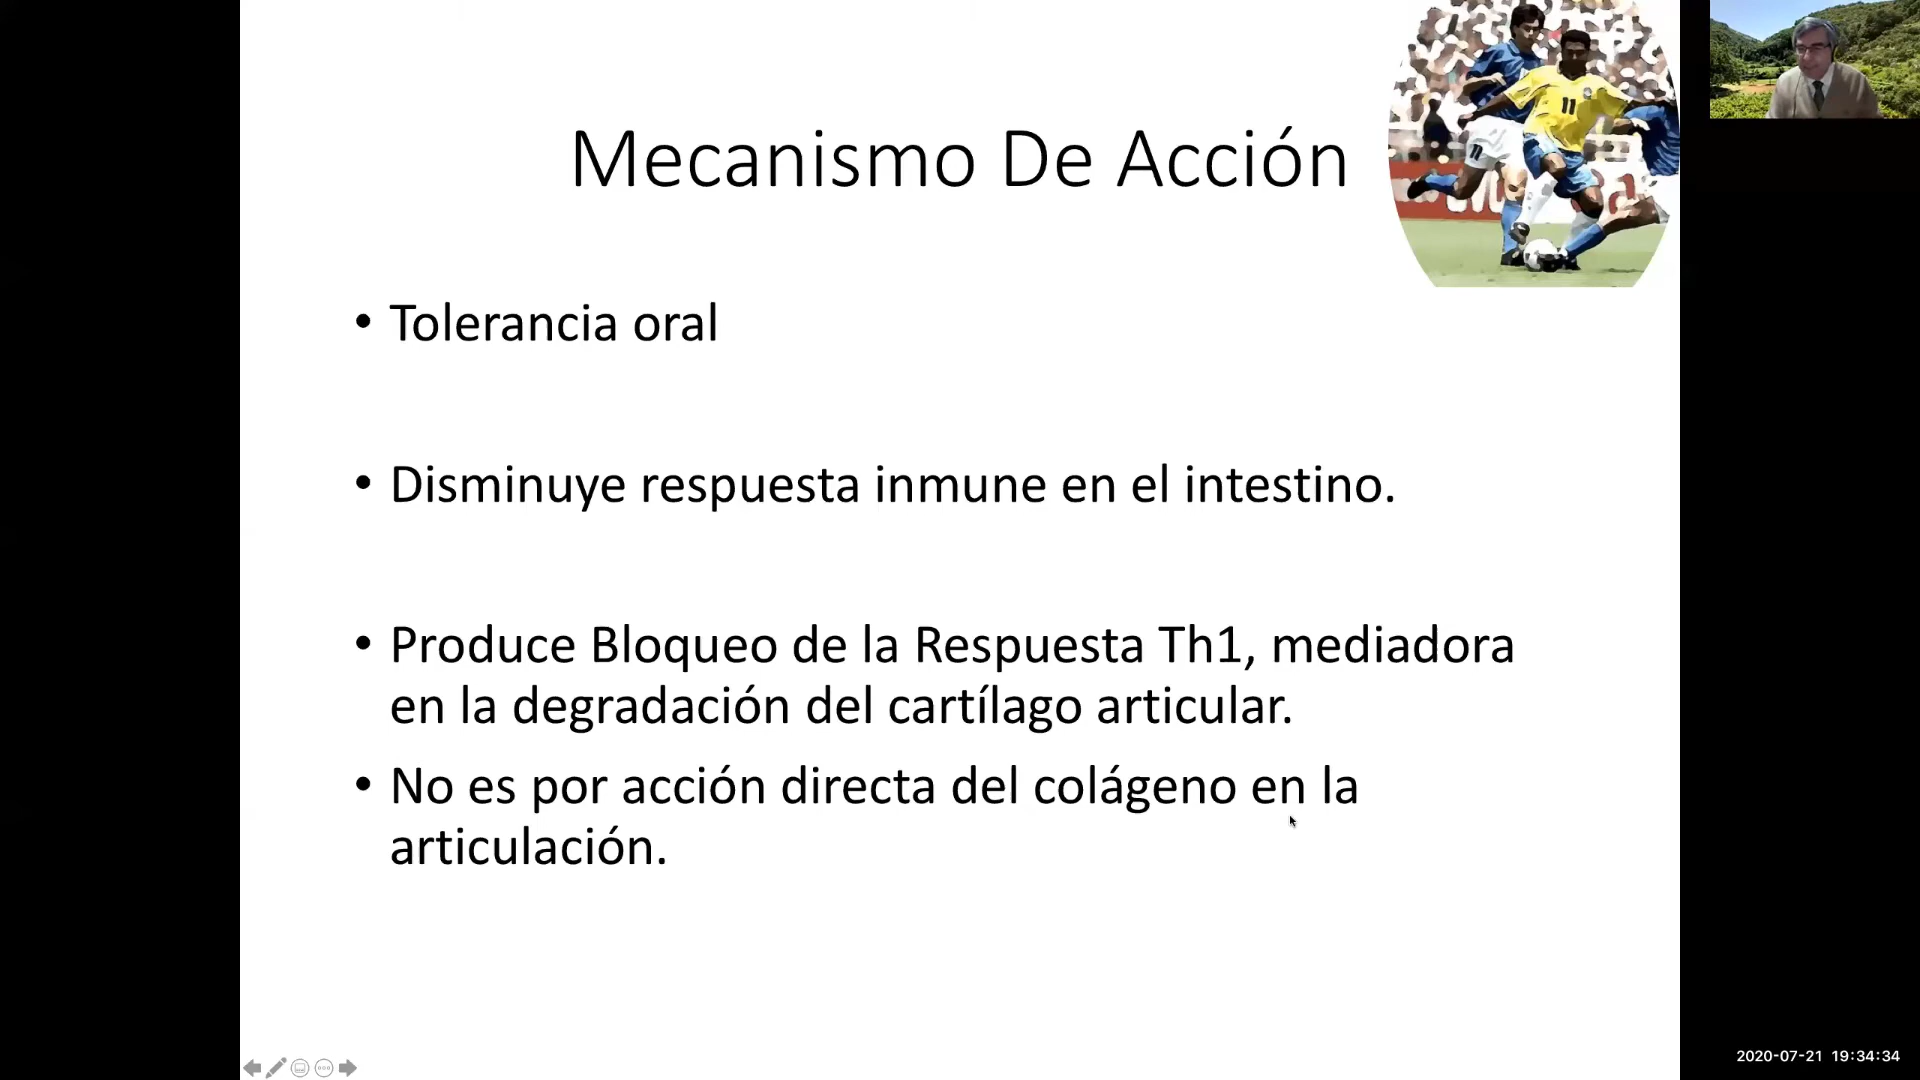 Mecanismo De Acción
11
11
• Tolerancia oral
• Disminuye respuesta inmune en el intestino.
• Produce Bloqueo de la Respuesta Th1, mediadora
en la degradación del cartílago articular.
• No es por acción directa del colágeno en la
articulación.
2020-07-21 19:34:34